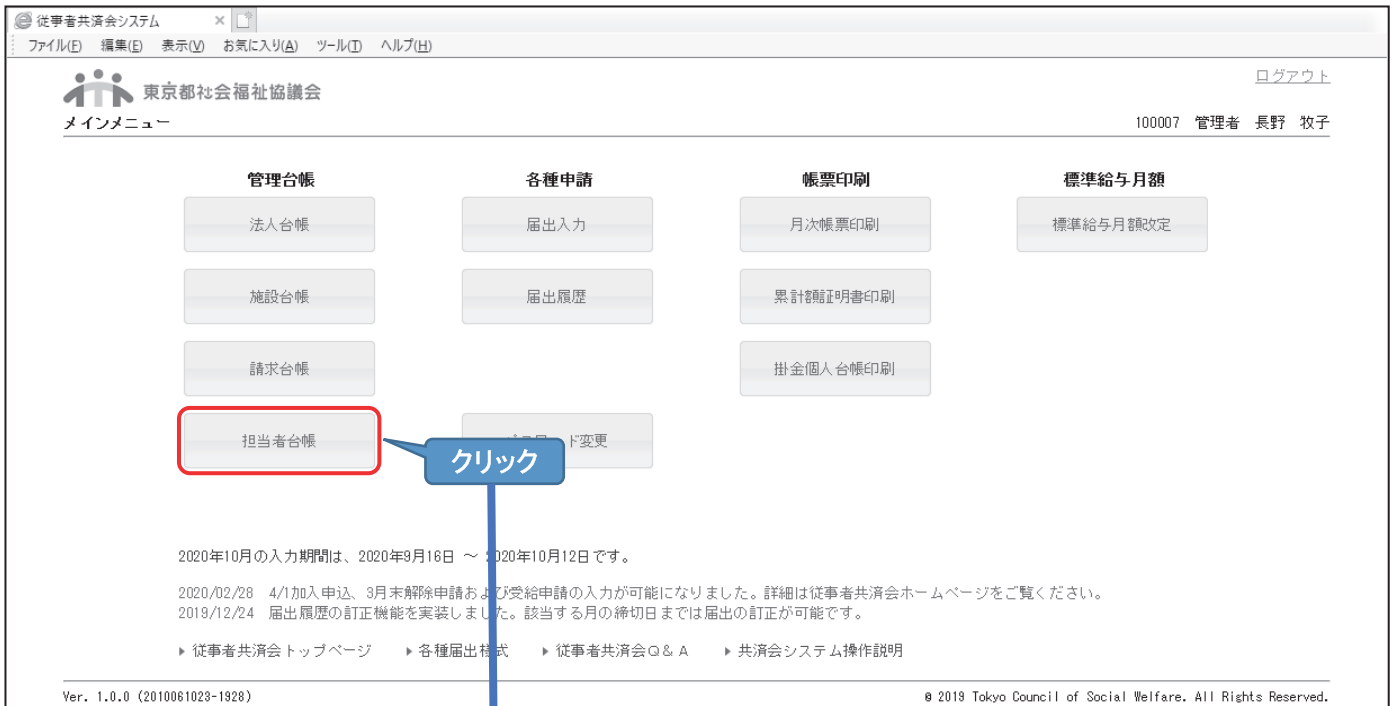 従事者共済会システム
ファイル(F) 編集(E) 表示(V) お気に入り(A) ツール(T) ヘルプ(H)
東京都社会福祉協議会
ログアウト
メインメニュー
100007 管理者 長野 牧子
管理台帳 各種申請 帳票印刷 標準給与月額
法人台帳 届出入力 月次帳票印刷 標準給与月額改定
施設台帳 届出履歴 累計額証明書印刷
請求台帳 掛金個人台帳印刷
担当者台帳 ド変更
クリック
2020年10月の入力期間は、2020年9月16日 ～ 2020年10月12日です。
2020/02/28 4/1加入申込、3月末解除申請および受給申請の入力が可能になりました。詳細は従事者共済会ホームページをご覧ください。
2019/12/24 届出履歴の訂正機能を実装しました。該当する月の締切日までは届出の訂正が可能です。
従事者共済会トップページ 各種届出様式 従事者共済会Q&A 共済会システム操作説明
Ver. 1.0.0 (2010061023-1928)
© 2019 Tokyo Council of Social Welfare. All Rights Reserved.